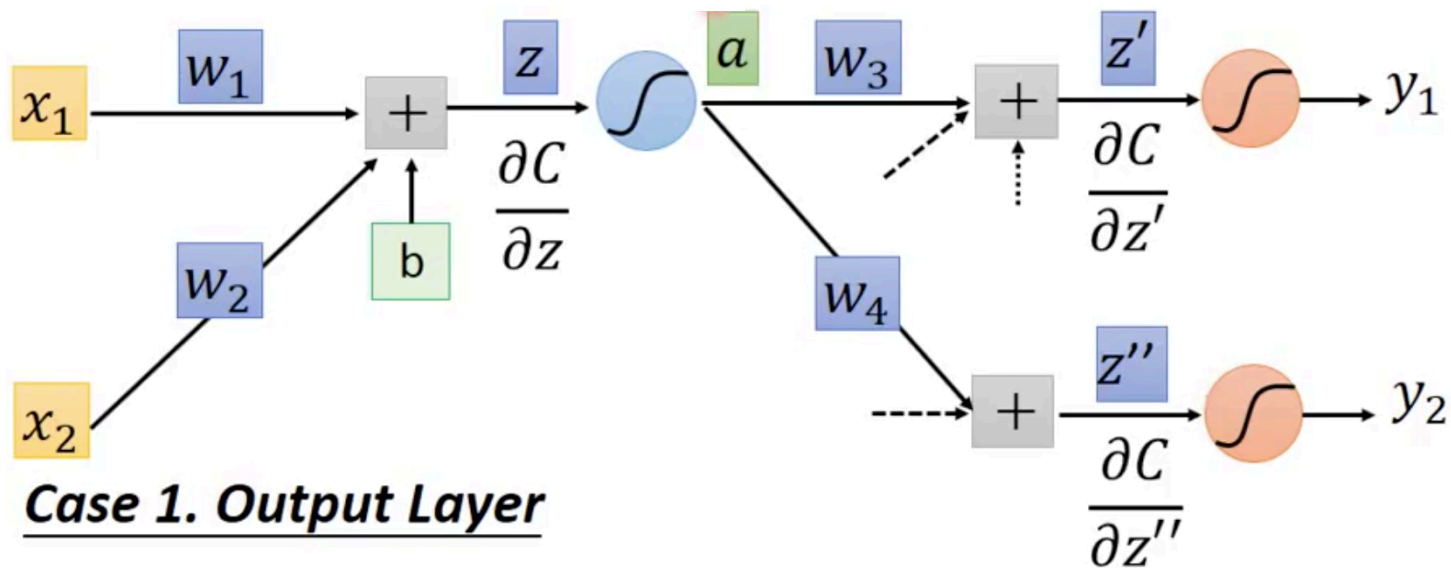 x₁
w₁
+
z
a
w₃
+
z′
y₁
∂C
∂z
∂C
∂z′
b
w₂
w₄
x₂
+
z′′
y₂
∂C
∂z′′
Case 1. Output Layer